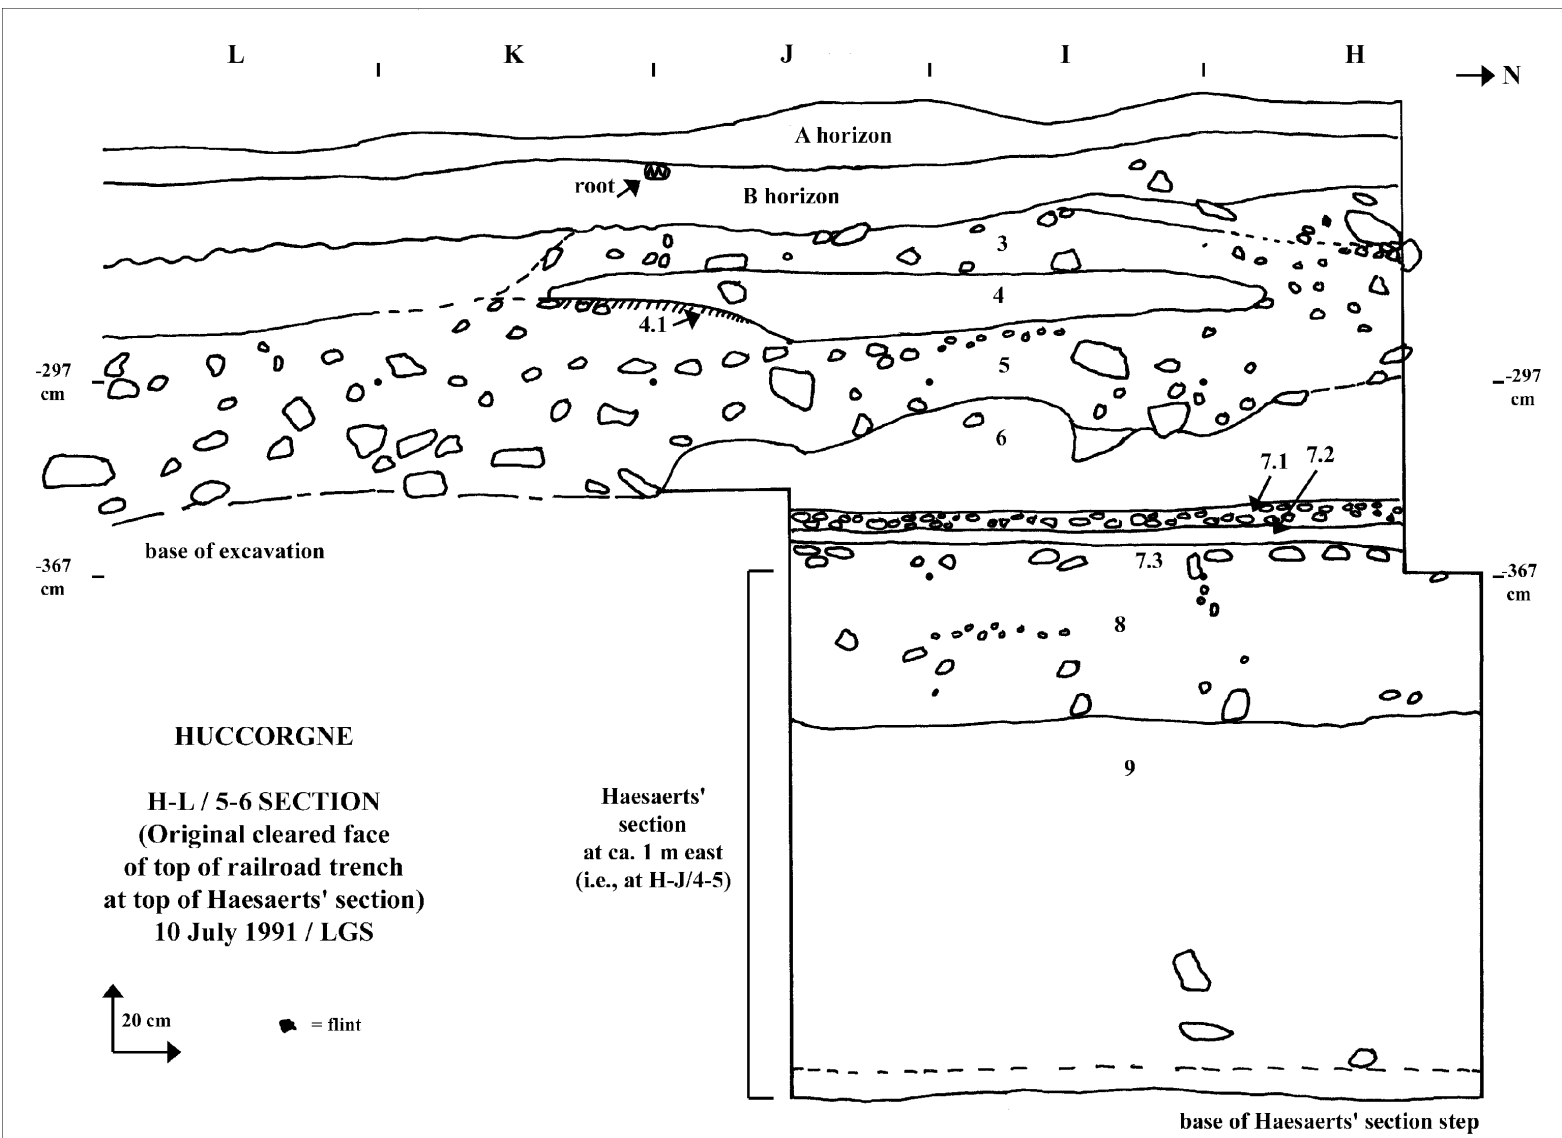 L K J I H
N
A horizon
root
B horizon
3
4
4.1
5
-297
cm
-297
cm
6
7.1 7.2
base of excavation
7.3
-367
cm
-367
cm
8
HUCCORGNE
9
H-L / 5-6 SECTION
(Original cleared face
of top of railroad trench
at top of Haesaerts' section)
10 July 1991 / LGS
Haesaerts'
section
at ca. 1 m east
(i.e., at H-J/4-5)
20 cm
= flint
base of Haesaerts' section step